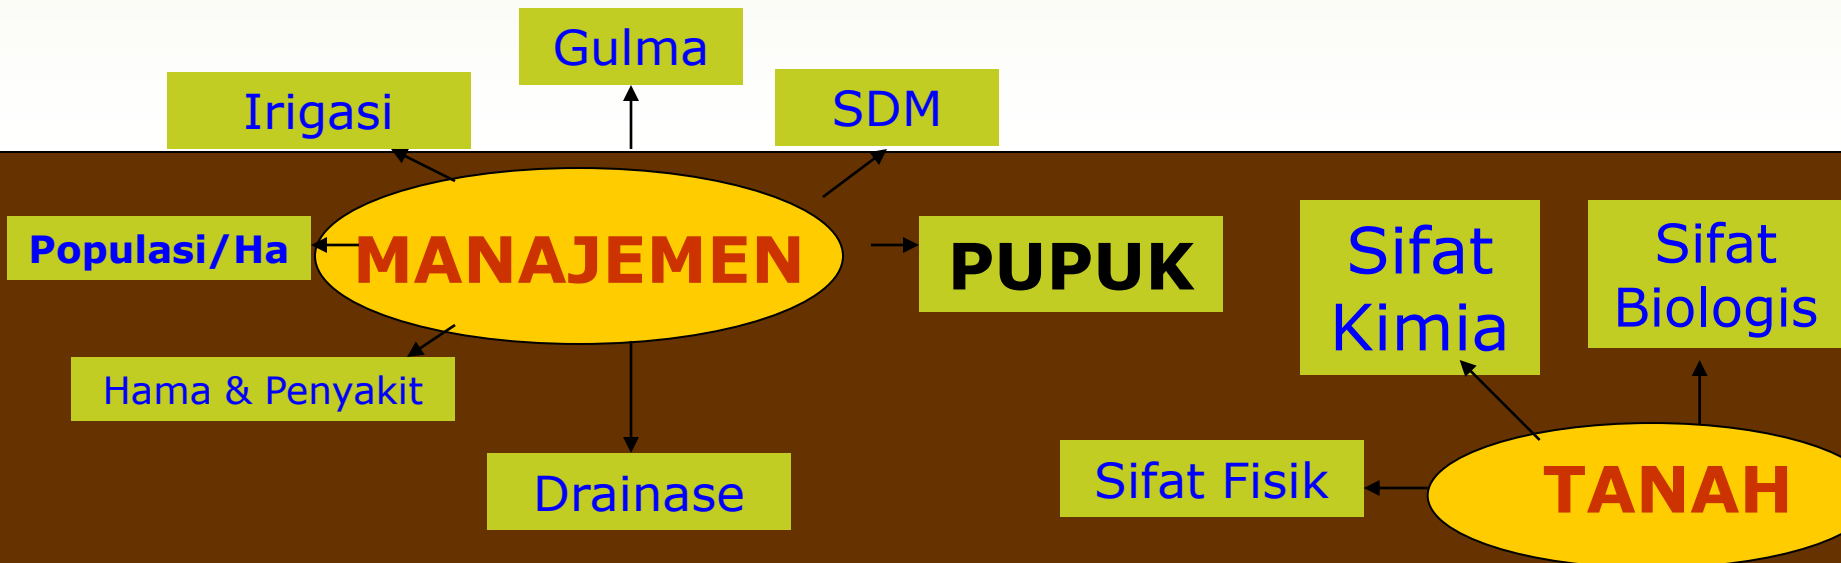 Gulma
Irigasi
SDM
Populasi/Ha
MANAJEMEN
PUPUK
Hama & Penyakit
Drainase
Sifat
Kimia
Sifat
Biologis
Sifat Fisik
TANAH